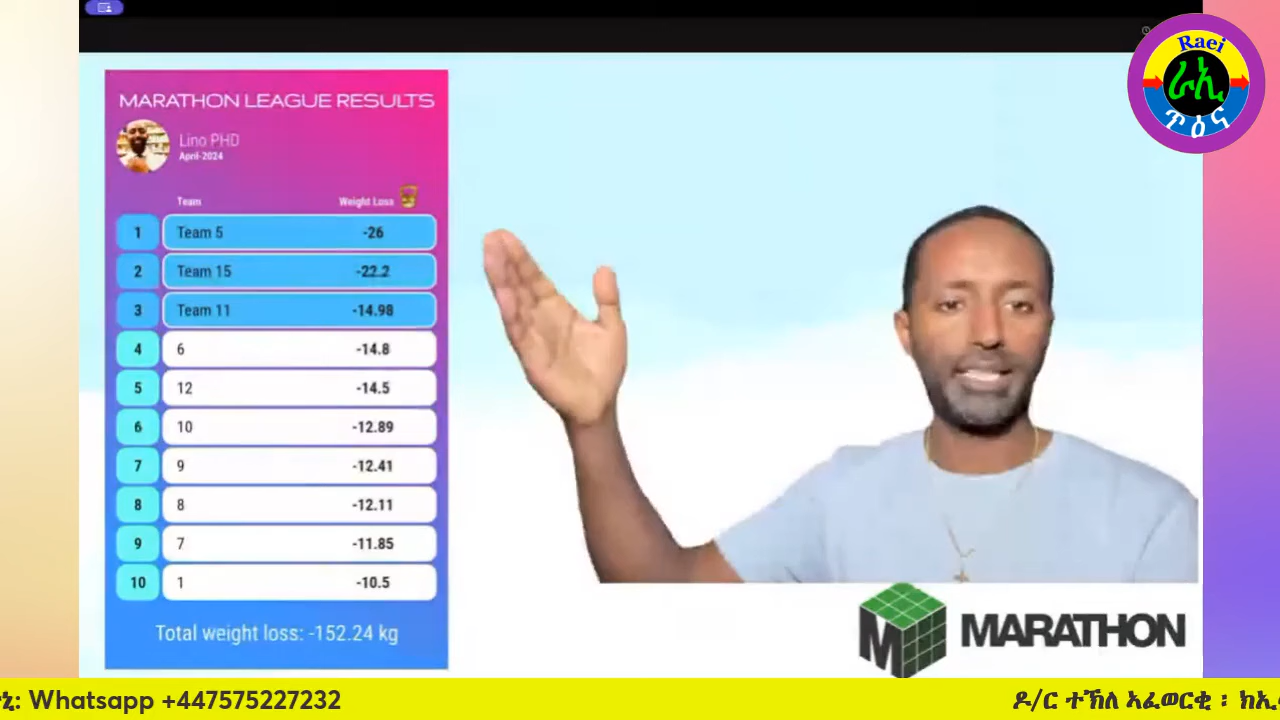 Raei
ራኢ
ጥዕና
MARATHON LEAGUE RESULTS
Lino PHD
April-2024
Team Weight Loss
1 Team 5 -26
2 Team 15 -22.2
3 Team 11 -14.98
4 6 -14.8
5 12 -14.5
6 10 -12.89
7 9 -12.41
8 8 -12.11
9 7 -11.85
10 1 -10.5
Total weight loss: -152.24 kg
M MARATHON
Whatsapp +447575227232
ዶ/ር ተኽለ ኣፈወርቂ ፡